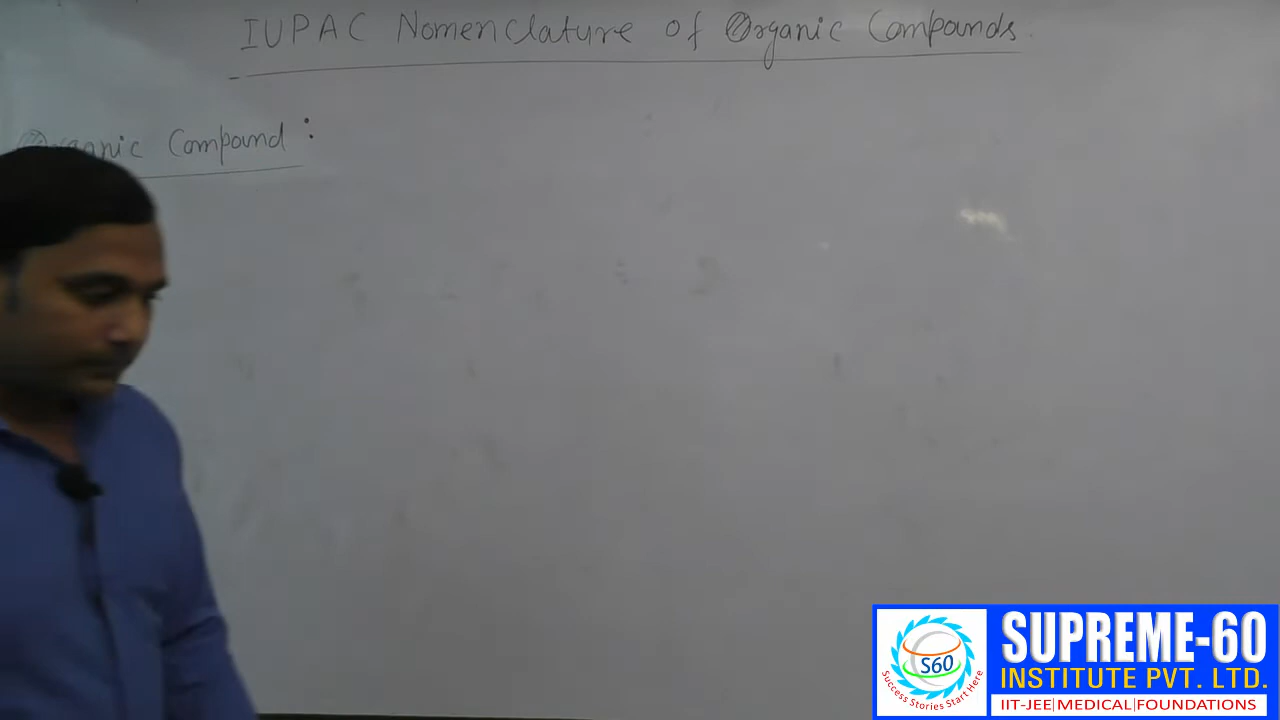 IUPAC Nomenclature of Organic Compounds
Organic Compound :
S60
Success Stories Start Here
SUPREME-60
INSTITUTE PVT. LTD.
IIT-JEE|MEDICAL|FOUNDATIONS